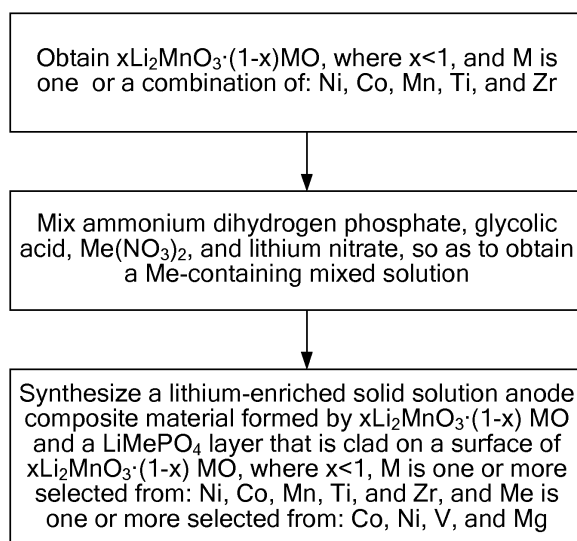 Obtain xLi₂MnO₃·(1-x)MO, where x<1, and M is
one or a combination of: Ni, Co, Mn, Ti, and Zr
Mix ammonium dihydrogen phosphate, glycolic
acid, Me(NO₃)₂, and lithium nitrate, so as to obtain
a Me-containing mixed solution
Synthesize a lithium-enriched solid solution anode
composite material formed by xLi₂MnO₃·(1-x) MO
and a LiMePO₄ layer that is clad on a surface of
xLi₂MnO₃·(1-x) MO, where x<1, M is one or more
selected from: Ni, Co, Mn, Ti, and Zr, and Me is
one or more selected from: Co, Ni, V, and Mg